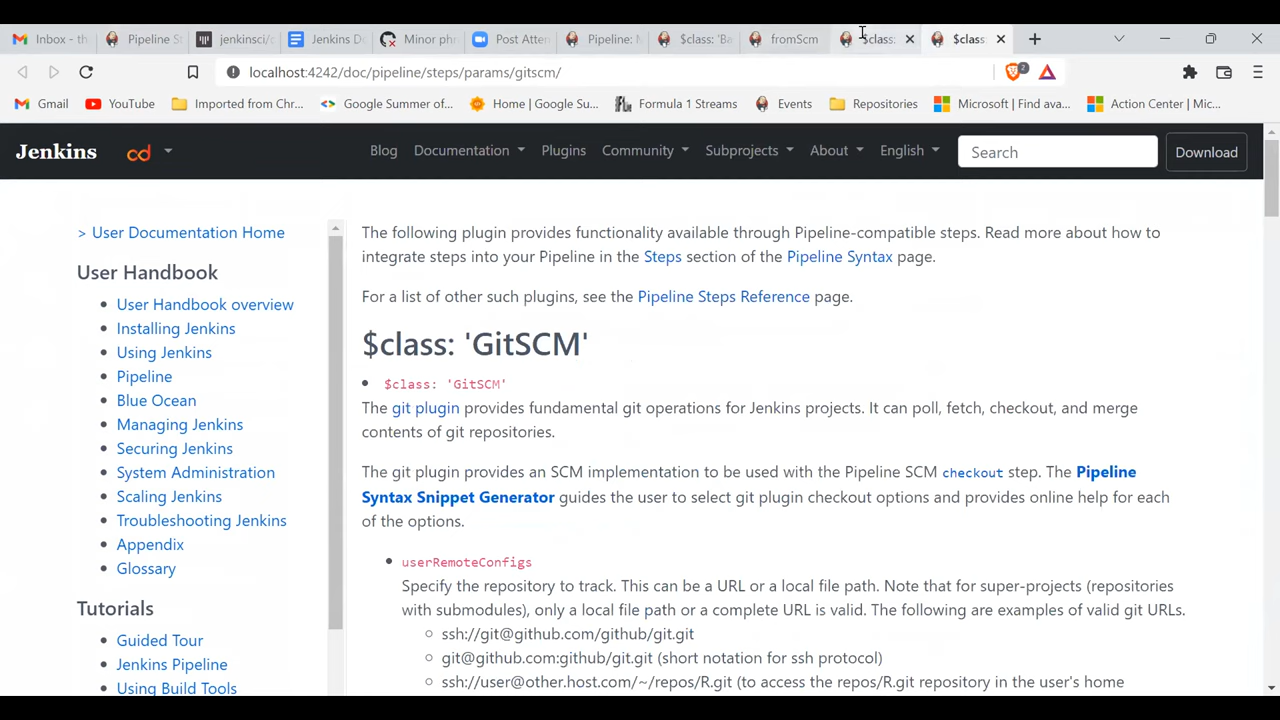 Inbox - th
Pipeline S
jenkinsci/c
Jenkins Do
Minor phr
Post Atten
Pipeline: N
$class: 'Ba
fromScm
$class:
$class:
localhost:4242/doc/pipeline/steps/params/gitscm/
2
Gmail
YouTube
Imported from Chr...
Google Summer of...
Home | Google Su...
Formula 1 Streams
Events
Repositories
Microsoft | Find ava...
Action Center | Mic...
Jenkins
cd
Blog
Documentation
Plugins
Community
Subprojects
About
English
Search
Download
> User Documentation Home
User Handbook
User Handbook overview
Installing Jenkins
Using Jenkins
Pipeline
Blue Ocean
Managing Jenkins
Securing Jenkins
System Administration
Scaling Jenkins
Troubleshooting Jenkins
Appendix
Glossary
Tutorials
Guided Tour
Jenkins Pipeline
Using Build Tools
The following plugin provides functionality available through Pipeline-compatible steps. Read more about how to
integrate steps into your Pipeline in the Steps section of the Pipeline Syntax page.
For a list of other such plugins, see the Pipeline Steps Reference page.
$class: 'GitSCM'
$class: 'GitSCM'
The git plugin provides fundamental git operations for Jenkins projects. It can poll, fetch, checkout, and merge
contents of git repositories.
The git plugin provides an SCM implementation to be used with the Pipeline SCM checkout step. The Pipeline
Syntax Snippet Generator guides the user to select git plugin checkout options and provides online help for each
of the options.
userRemoteConfigs
Specify the repository to track. This can be a URL or a local file path. Note that for super-projects (repositories
with submodules), only a local file path or a complete URL is valid. The following are examples of valid git URLs.
ssh://git@github.com/github/git.git
git@github.com:github/git.git (short notation for ssh protocol)
ssh://user@other.host.com/~/repos/R.git (to access the repos/R.git repository in the user's home